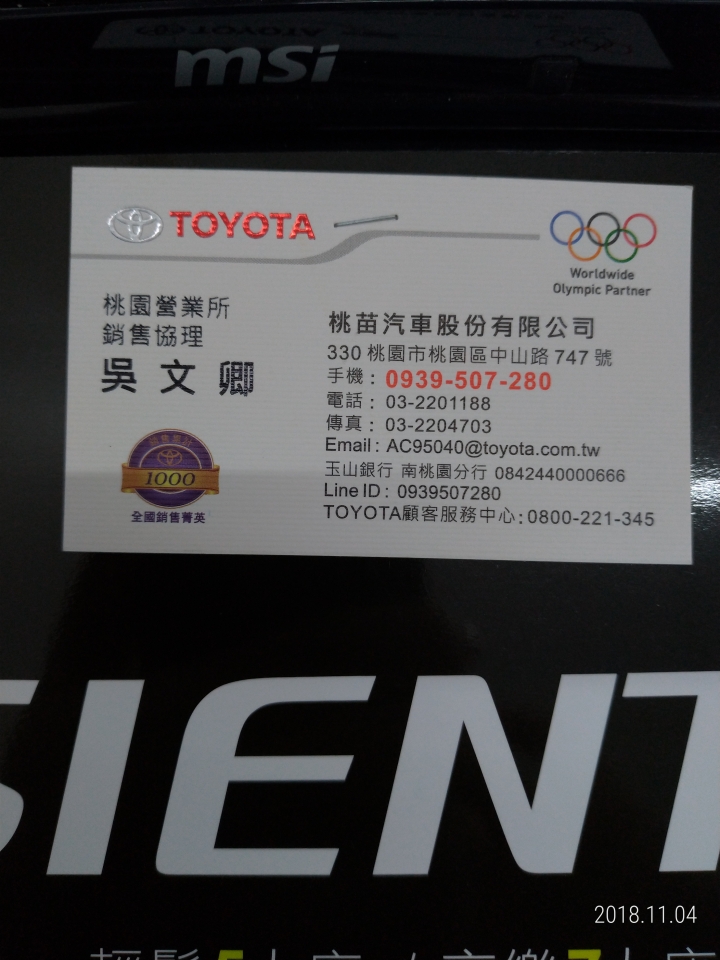 msi
TOYOTA
Worldwide
Olympic Partner
桃園營業所
銷售協理
吳文卿
桃苗汽車股份有限公司
330 桃園市桃園區中山路 747 號
手機：0939-507-280
電話：03-2201188
傳真：03-2204703
Email : AC95040@toyota.com.tw
玉山銀行 南桃園分行 0842440000666
Line ID : 0939507280
TOYOTA顧客服務中心：0800-221-345
1000
全國銷售菁英
SIENT
2018.11.04